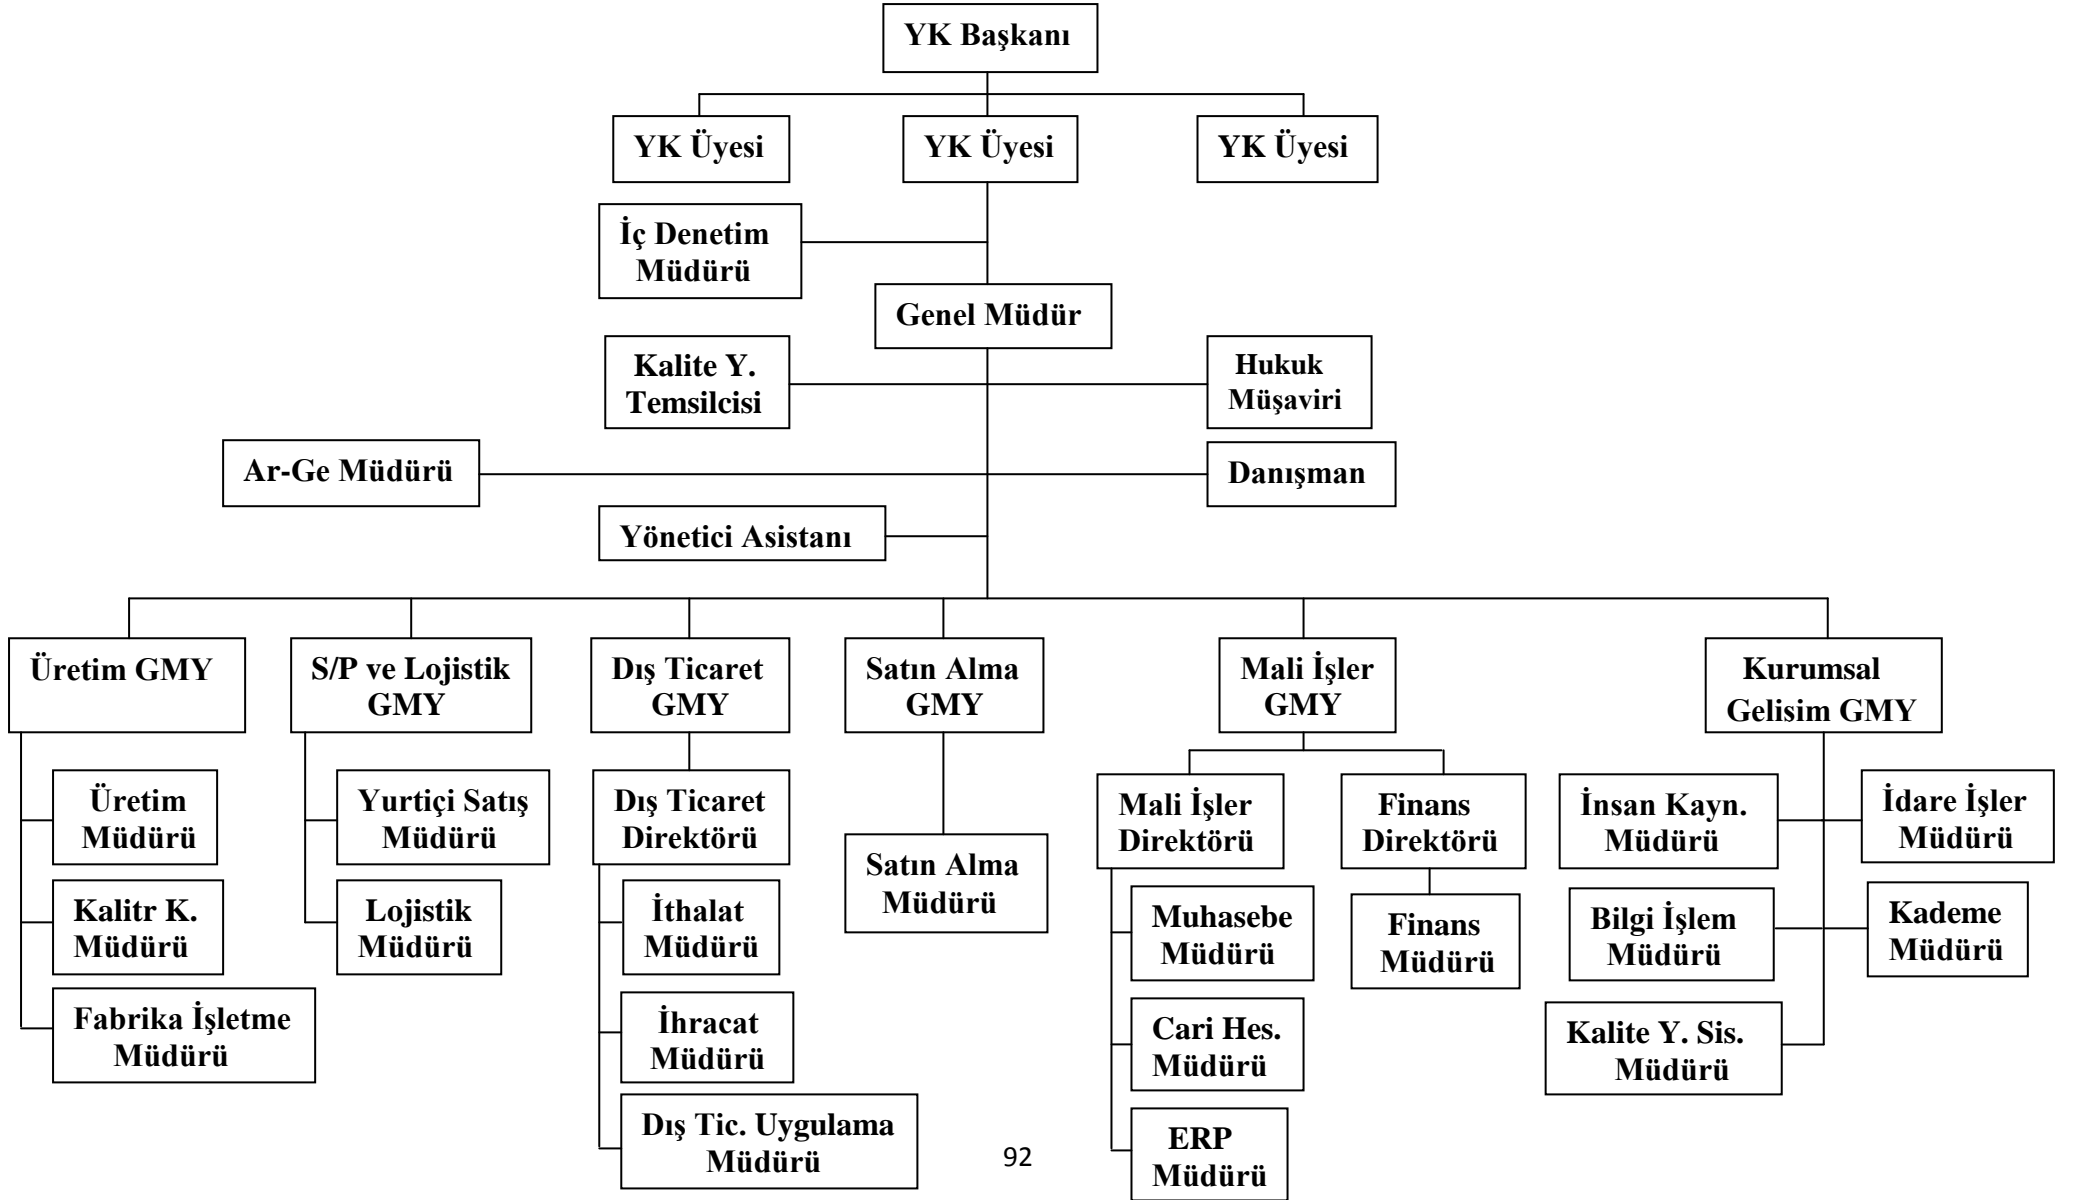 YK Başkanı
YK Üyesi
YK Üyesi
YK Üyesi
İç Denetim
Müdürü
Genel Müdür
Kalite Y.
Temsilcisi
Hukuk
Müşaviri
Ar-Ge Müdürü
Danışman
Yönetici Asistanı
Üretim GMY
S/P ve Lojistik
GMY
Dış Ticaret
GMY
Satın Alma
GMY
Mali İşler
GMY
Kurumsal
Gelisim GMY
Üretim
Müdürü
Kalitr K.
Müdürü
Fabrika İşletme
Müdürü
Yurtiçi Satış
Müdürü
Lojistik
Müdürü
Dış Ticaret
Direktörü
İthalat
Müdürü
İhracat
Müdürü
Dış Tic. Uygulama
Müdürü
Satın Alma
Müdürü
Mali İşler
Direktörü
Muhasebe
Müdürü
Cari Hes.
Müdürü
ERP
Müdürü
Finans
Direktörü
Finans
Müdürü
İnsan Kayn.
Müdürü
İdare İşler
Müdürü
Bilgi İşlem
Müdürü
Kademe
Müdürü
Kalite Y. Sis.
Müdürü
92